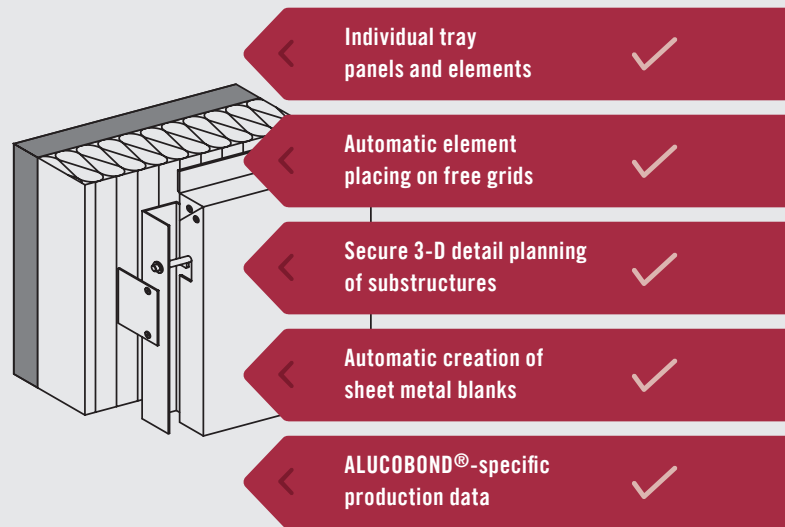 Individual tray
panels and elements
Automatic element
placing on free grids
Secure 3-D detail planning
of substructures
Automatic creation of
sheet metal blanks
ALUCOBOND®-specific
production data